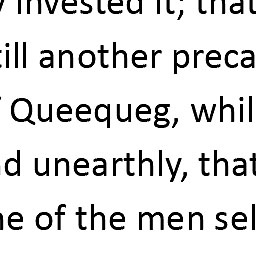 invested it; that
till another preca
Queequeg, whil
d unearthly, that
ne of the men sel